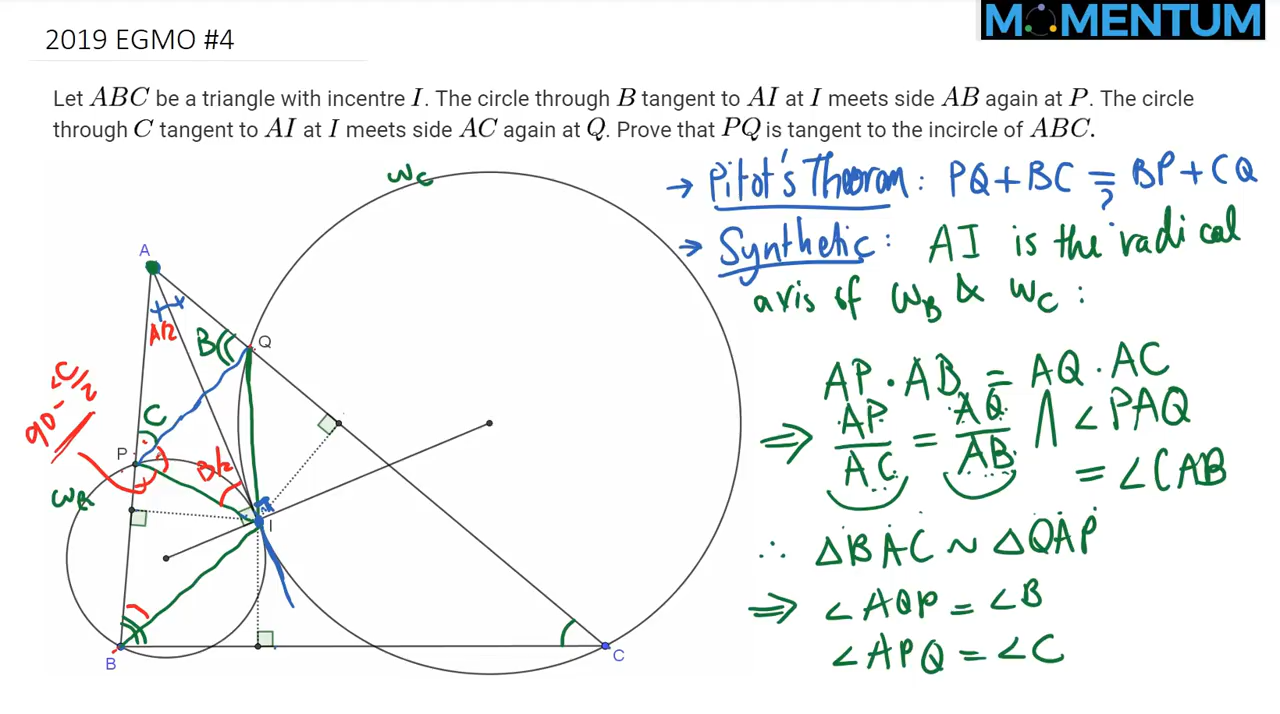 MOMENTUM
2019 EGMO #4
Let ABC be a triangle with incentre I. The circle through B tangent to AI at I meets side AB again at P. The circle
through C tangent to AI at I meets side AC again at Q. Prove that PQ is tangent to the incircle of ABC.
→ Pitot's Theorem: PQ+BC = BP+CQ
?
→ Synthetic: AI is the radical
axis of ω_B & ω_C :
AP · AB = AQ · AC
⇒ AP/AC = AQ/AB ∧ ∠PAQ
= ∠CAB
∴ △BAC ~ △QAP
⇒ ∠AQP = ∠B
∠APQ = ∠C
ω_C
A
A/2
B
Q
90-∠C/2
C
P
B/2
ω_B
I
B
C